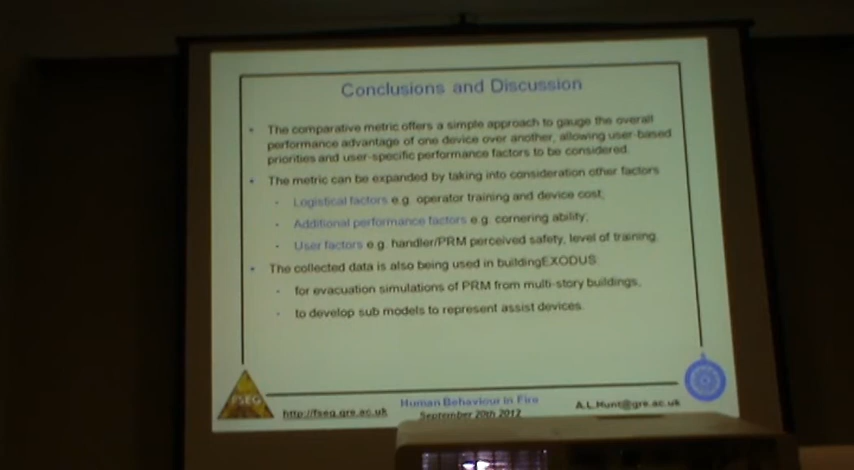 Conclusions and Discussion
• The comparative metric offers a simple approach to gauge the overall
performance advantage of one device over another, allowing user-based
priorities and user-specific performance factors to be considered.
• The metric can be expanded by taking into consideration other factors
- Logistical factors e.g. operator training and device cost;
- Additional performance factors e.g. cornering ability;
- User factors e.g. handler/PRM perceived safety, level of training.
• The collected data is also being used in buildingEXODUS
- for evacuation simulations of PRM from multi-story buildings,
- to develop sub models to represent assist devices.
FSEG
http://fseg.gre.ac.uk
Human Behaviour in Fire
September 20th 2012
A.L.Hunt@gre.ac.uk